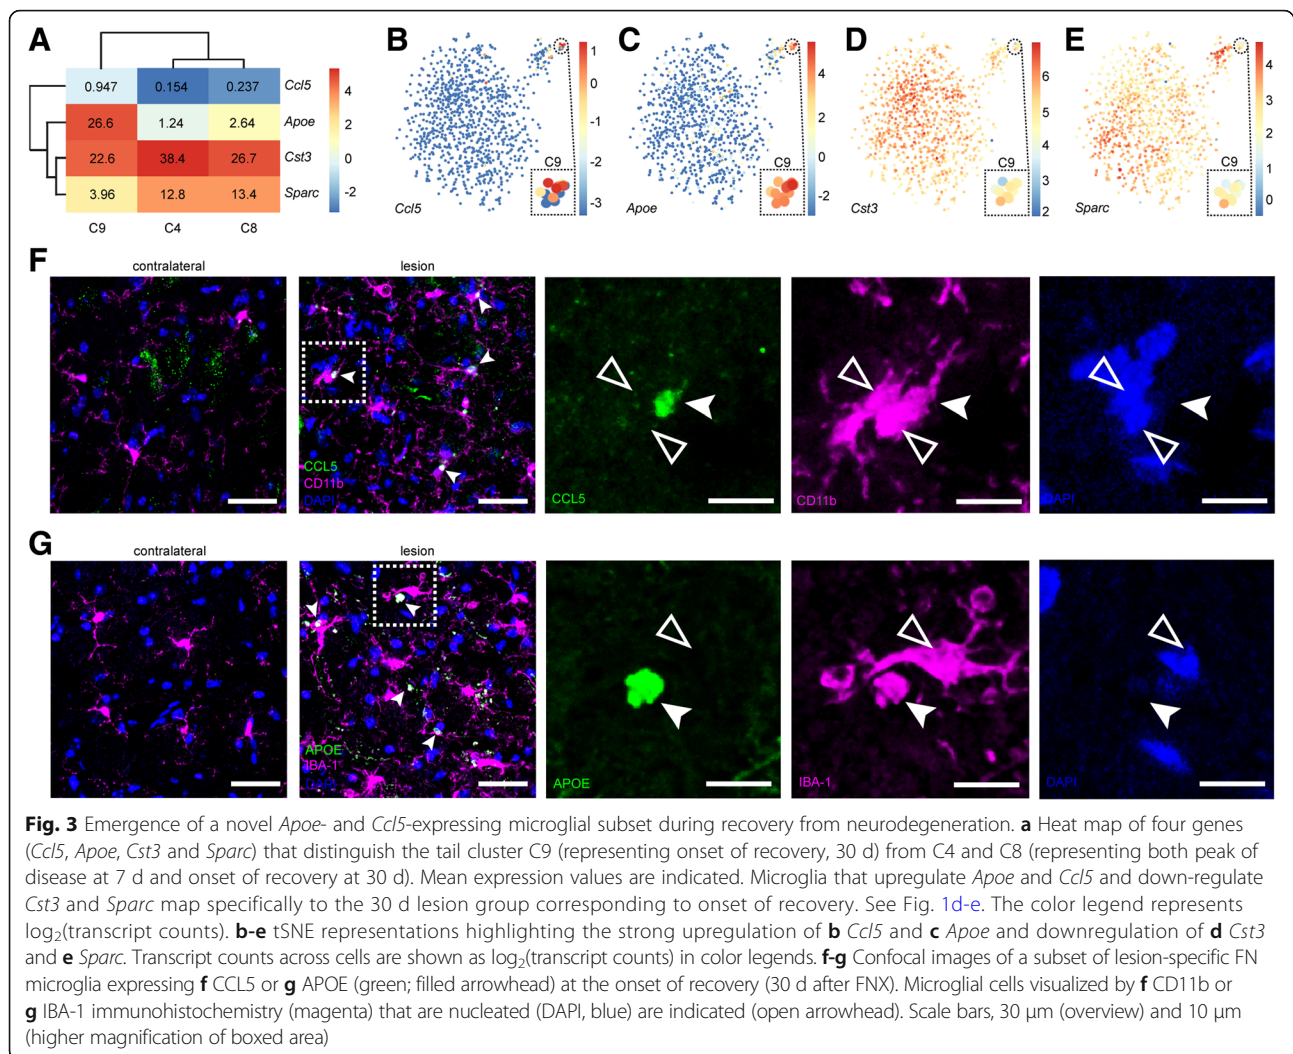 A
B
C
D
E
0.947 0.154 0.237 Ccl5
26.6 1.24 2.64 Apoe
22.6 38.4 26.7 Cst3
3.96 12.8 13.4 Sparc
C9 C4 C8
4
2
0
-2
C9
Ccl5
1
0
-1
-2
-3
C9
Apoe
4
2
0
-2
C9
Cst3
6
5
4
3
2
C9
Sparc
4
3
2
1
0
F
contralateral
lesion
CCL5
CD11b
DAPI
CCL5
CD11b
DAPI
G
contralateral
lesion
APOE
IBA-1
DAPI
APOE
IBA-1
DAPI
Fig. 3 Emergence of a novel Apoe- and Ccl5-expressing microglial subset during recovery from neurodegeneration. a Heat map of four genes
(Ccl5, Apoe, Cst3 and Sparc) that distinguish the tail cluster C9 (representing onset of recovery, 30 d) from C4 and C8 (representing both peak of
disease at 7 d and onset of recovery at 30 d). Mean expression values are indicated. Microglia that upregulate Apoe and Ccl5 and down-regulate
Cst3 and Sparc map specifically to the 30 d lesion group corresponding to onset of recovery. See Fig. 1d-e. The color legend represents
log₂(transcript counts). b-e tSNE representations highlighting the strong upregulation of b Ccl5 and c Apoe and downregulation of d Cst3
and e Sparc. Transcript counts across cells are shown as log₂(transcript counts) in color legends. f-g Confocal images of a subset of lesion-specific FN
microglia expressing f CCL5 or g APOE (green; filled arrowhead) at the onset of recovery (30 d after FNX). Microglial cells visualized by f CD11b or
g IBA-1 immunohistochemistry (magenta) that are nucleated (DAPI, blue) are indicated (open arrowhead). Scale bars, 30 μm (overview) and 10 μm
(higher magnification of boxed area)